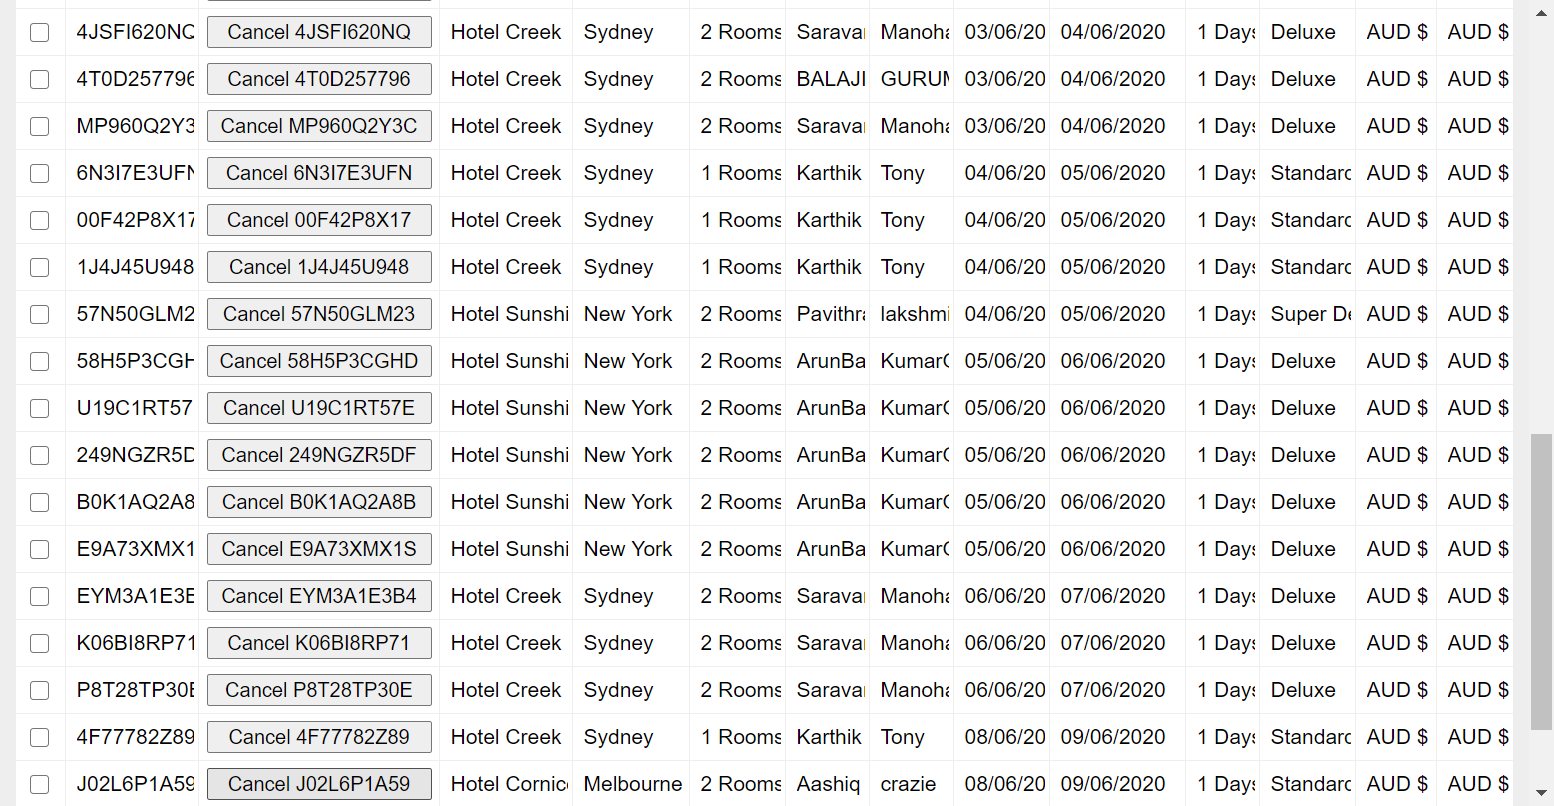 4JSFI620NQ Cancel 4JSFI620NQ Hotel Creek Sydney 2 Rooms Manoha 03/06/20 04/06/2020 1 Days Deluxe AUD $ AUD $
4T0D257796 Cancel 4T0D257796 Hotel Creek Sydney 2 Rooms BALAJI 03/06/20 04/06/2020 1 Days Deluxe AUD $ AUD $
MP960Q2Y3 Cancel MP960Q2Y3C Hotel Creek Sydney 2 Rooms Manoha 03/06/20 04/06/2020 1 Days Deluxe AUD $ AUD $
6N3I7E3UFN Cancel 6N3I7E3UFN Hotel Creek Sydney 1 Rooms Karthik Tony 04/06/20 05/06/2020 1 Days Standard AUD $ AUD $
00F42P8X17 Cancel 00F42P8X17 Hotel Creek Sydney 1 Rooms Karthik Tony 04/06/20 05/06/2020 1 Days Standard AUD $ AUD $
1J4J45U948 Cancel 1J4J45U948 Hotel Creek Sydney 1 Rooms Karthik Tony 04/06/20 05/06/2020 1 Days Standard AUD $ AUD $
57N50GLM2 Cancel 57N50GLM23 Hotel Sunshi New York 2 Rooms Pavithra lakshmi 04/06/20 05/06/2020 1 Days Super De AUD $ AUD $
58H5P3CGH Cancel 58H5P3CGHD Hotel Sunshi New York 2 Rooms ArunBa Kumar 05/06/20 06/06/2020 1 Days Deluxe AUD $ AUD $
U19C1RT57 Cancel U19C1RT57E Hotel Sunshi New York 2 Rooms ArunBa Kumar 05/06/20 06/06/2020 1 Days Deluxe AUD $ AUD $
249NGZR5D Cancel 249NGZR5DF Hotel Sunshi New York 2 Rooms ArunBa Kumar 05/06/20 06/06/2020 1 Days Deluxe AUD $ AUD $
B0K1AQ2A8 Cancel B0K1AQ2A8B Hotel Sunshi New York 2 Rooms ArunBa Kumar 05/06/20 06/06/2020 1 Days Deluxe AUD $ AUD $
E9A73XMX1 Cancel E9A73XMX1S Hotel Sunshi New York 2 Rooms ArunBa Kumar 05/06/20 06/06/2020 1 Days Deluxe AUD $ AUD $
EYM3A1E3B Cancel EYM3A1E3B4 Hotel Creek Sydney 2 Rooms Manoha 06/06/20 07/06/2020 1 Days Deluxe AUD $ AUD $
K06BI8RP71 Cancel K06BI8RP71 Hotel Creek Sydney 2 Rooms Manoha 06/06/20 07/06/2020 1 Days Deluxe AUD $ AUD $
P8T28TP30E Cancel P8T28TP30E Hotel Creek Sydney 2 Rooms Manoha 06/06/20 07/06/2020 1 Days Deluxe AUD $ AUD $
4F77782Z89 Cancel 4F77782Z89 Hotel Creek Sydney 1 Rooms Karthik Tony 08/06/20 09/06/2020 1 Days Standard AUD $ AUD $
J02L6P1A59 Cancel J02L6P1A59 Hotel Cornic Melbourne 2 Rooms Aashiq crazie 08/06/20 09/06/2020 1 Days Standard AUD $ AUD $